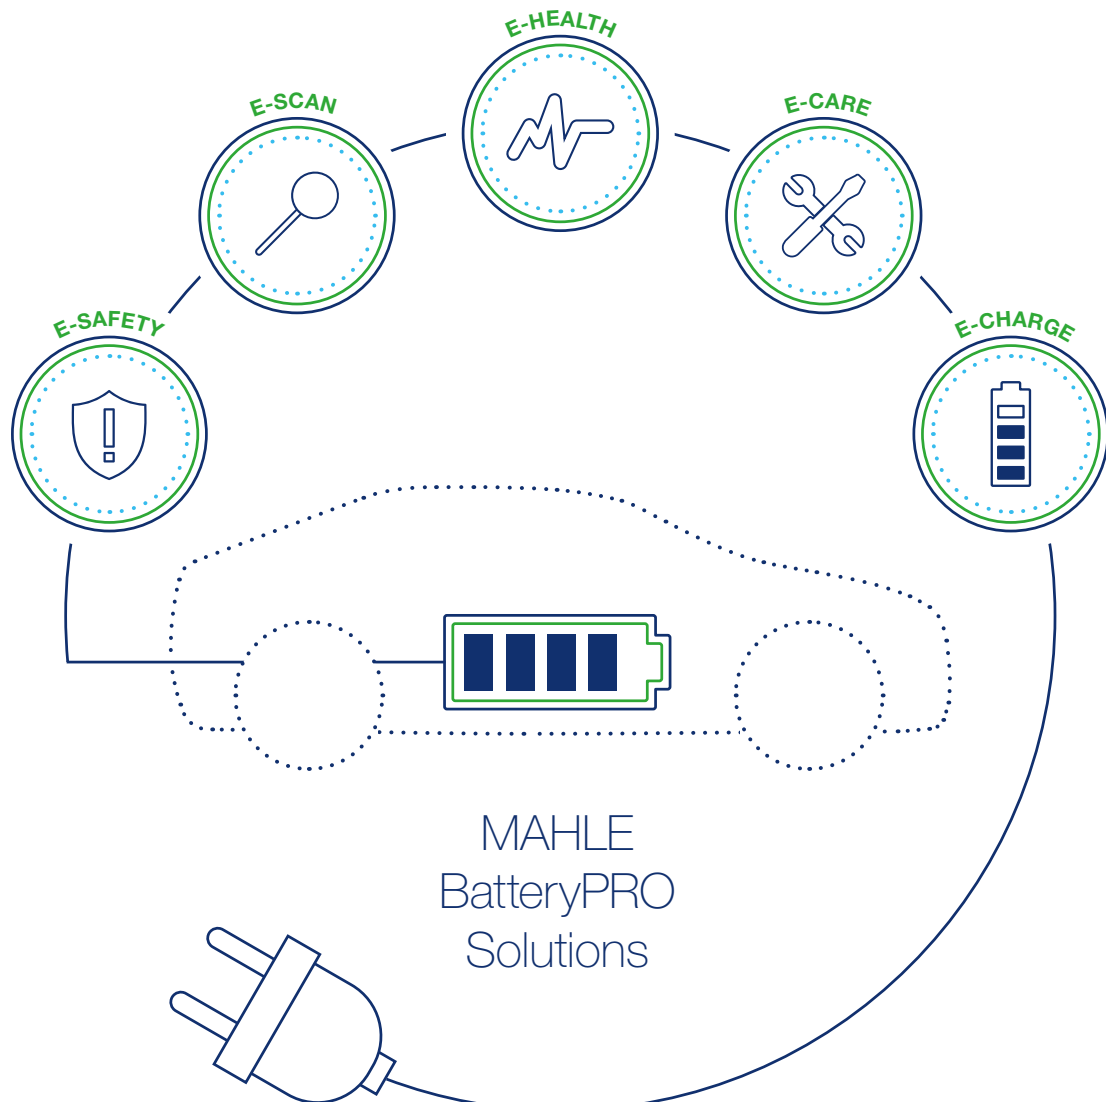 E-HEALTH
E-SCAN
E-CARE
E-SAFETY
E-CHARGE
MAHLE
BatteryPRO
Solutions